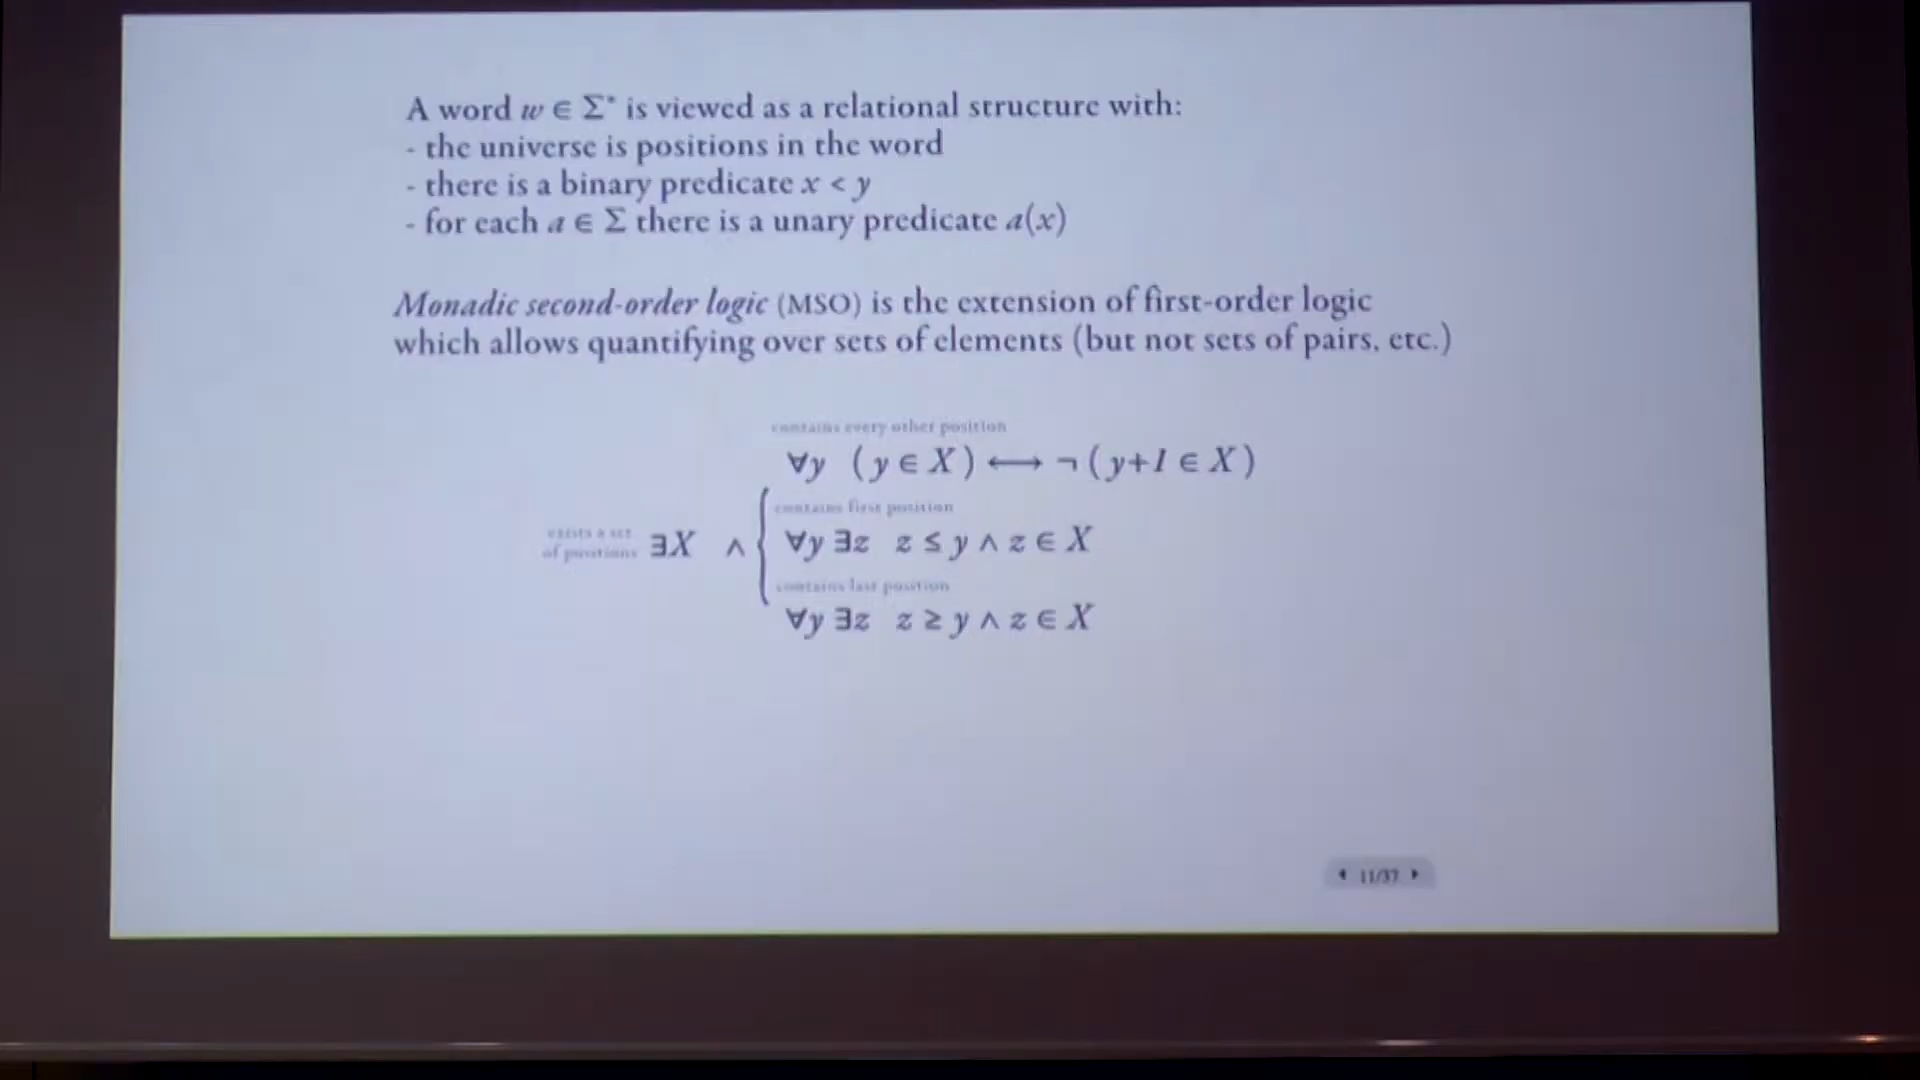 A word w ∈ Σ* is viewed as a relational structure with:
- the universe is positions in the word
- there is a binary predicate x < y
- for each a ∈ Σ there is a unary predicate a(x)
Monadic second-order logic (MSO) is the extension of first-order logic
which allows quantifying over sets of elements (but not sets of pairs, etc.)
contains every other position
∀y (y ∈ X) ⟷ ¬ (y+1 ∈ X)
contains first position
exists a set
of positions
∃X ∧ { ∀y ∃z z ≤ y ∧ z ∈ X
contains last position
∀y ∃z z ≥ y ∧ z ∈ X
11/37